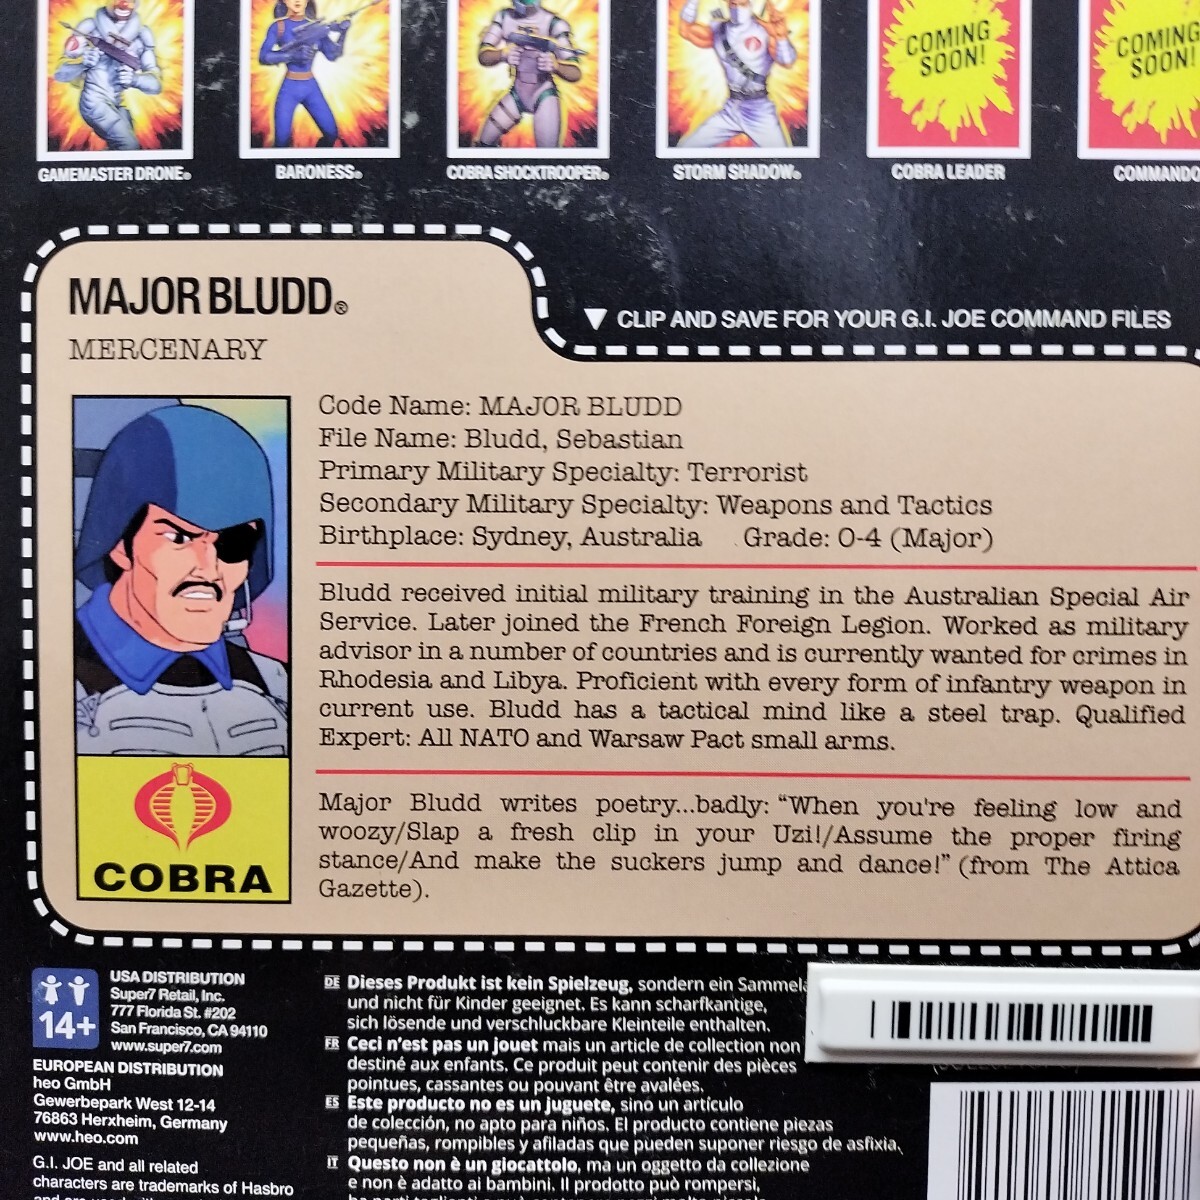 COMING
SOON!
COMING
SOON!
GAMEMASTER DRONE®
BARONESS®
COBRA SHOCKTROOPER®
STORM SHADOW®
COBRA LEADER
COMMANDO
MAJOR BLUDD®
MERCENARY
▼ CLIP AND SAVE FOR YOUR G.I. JOE COMMAND FILES
Code Name: MAJOR BLUDD
File Name: Bludd, Sebastian
Primary Military Specialty: Terrorist
Secondary Military Specialty: Weapons and Tactics
Birthplace: Sydney, Australia Grade: O-4 (Major)
Bludd received initial military training in the Australian Special Air
Service. Later joined the French Foreign Legion. Worked as military
advisor in a number of countries and is currently wanted for crimes in
Rhodesia and Libya. Proficient with every form of infantry weapon in
current use. Bludd has a tactical mind like a steel trap. Qualified
Expert: All NATO and Warsaw Pact small arms.
Major Bludd writes poetry...badly: “When you're feeling low and
woozy/Slap a fresh clip in your Uzi!/Assume the proper firing
stance/And make the suckers jump and dance!” (from The Attica
Gazette).
COBRA
14+
USA DISTRIBUTION
Super7 Retail, Inc.
777 Florida St. #202
San Francisco, CA 94110
www.super7.com
EUROPEAN DISTRIBUTION
heo GmbH
Gewerbepark West 12-14
76863 Herxheim, Germany
www.heo.com
G.I. JOE and all related
characters are trademarks of Hasbro
DE Dieses Produkt ist kein Spielzeug, sondern ein Sammela
und nicht für Kinder geeignet. Es kann scharfkantige,
sich lösende und verschluckbare Kleinteile enthalten.
FR Ceci n’est pas un jouet mais un article de collection non
destiné aux enfants. Ce produit peut contenir des pièces
pointues, cassantes ou pouvant être avalées.
ES Este producto no es un juguete, sino un artículo
de colección, no apto para niños. El producto contiene piezas
pequeñas, rompibles y afiladas que pueden suponer riesgo de asfixia.
IT Questo non è un giocattolo, ma un oggetto da collezione
e non è adatto ai bambini. Il prodotto può rompersi,